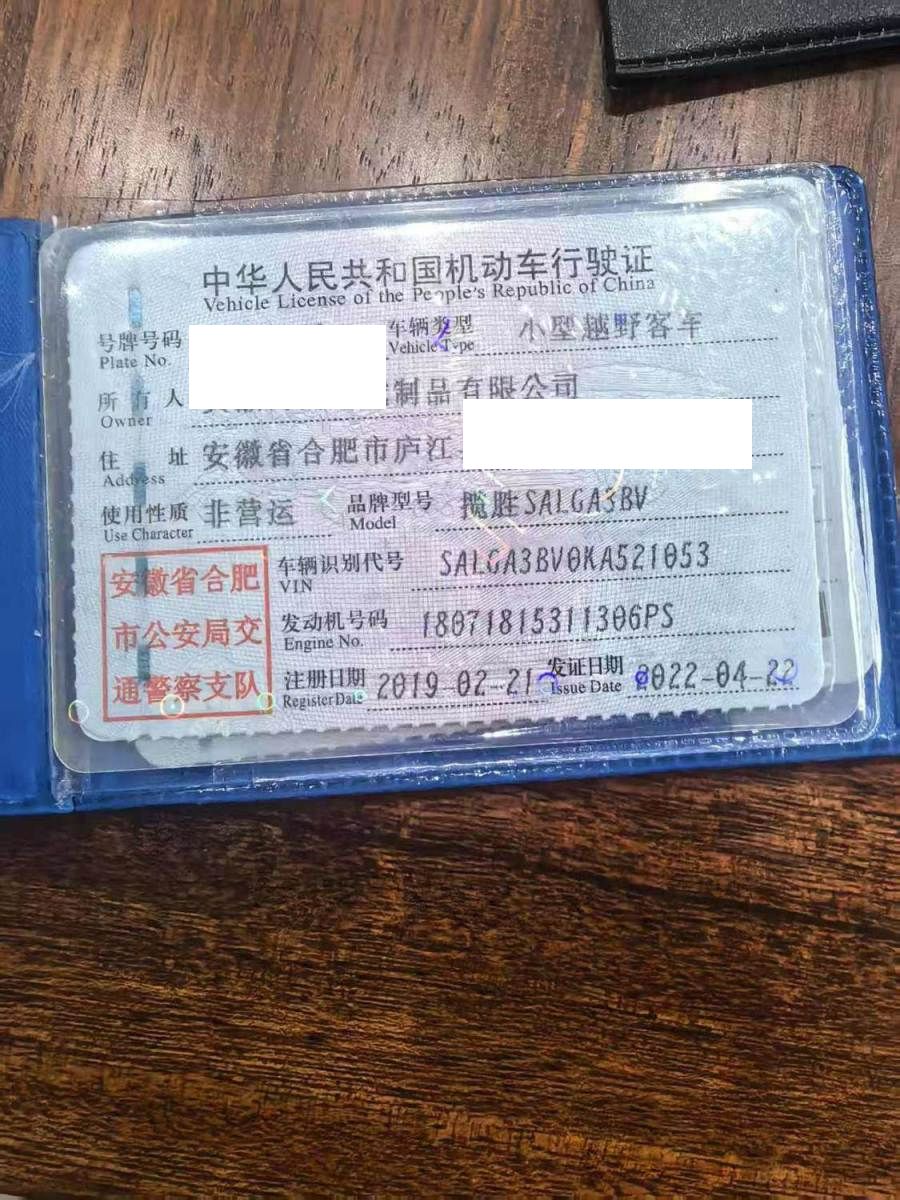 中华人民共和国机动车行驶证
Vehicle License of the People's Republic of China
号牌号码 车辆类型 小型越野客车
Plate No. Vehicle Type
所有人 制品有限公司
Owner
住址 安徽省合肥市庐江
Address
使用性质 非营运 品牌型号 揽胜SALGA3BV
Use Character Model
安徽省合肥
市公安局交
通警察支队
车辆识别代号 SALGA3BV0KA521053
VIN
发动机号码 18071815311306PS
Engine No.
注册日期 2019-02-21 发证日期 2022-04-22
Register Date Issue Date